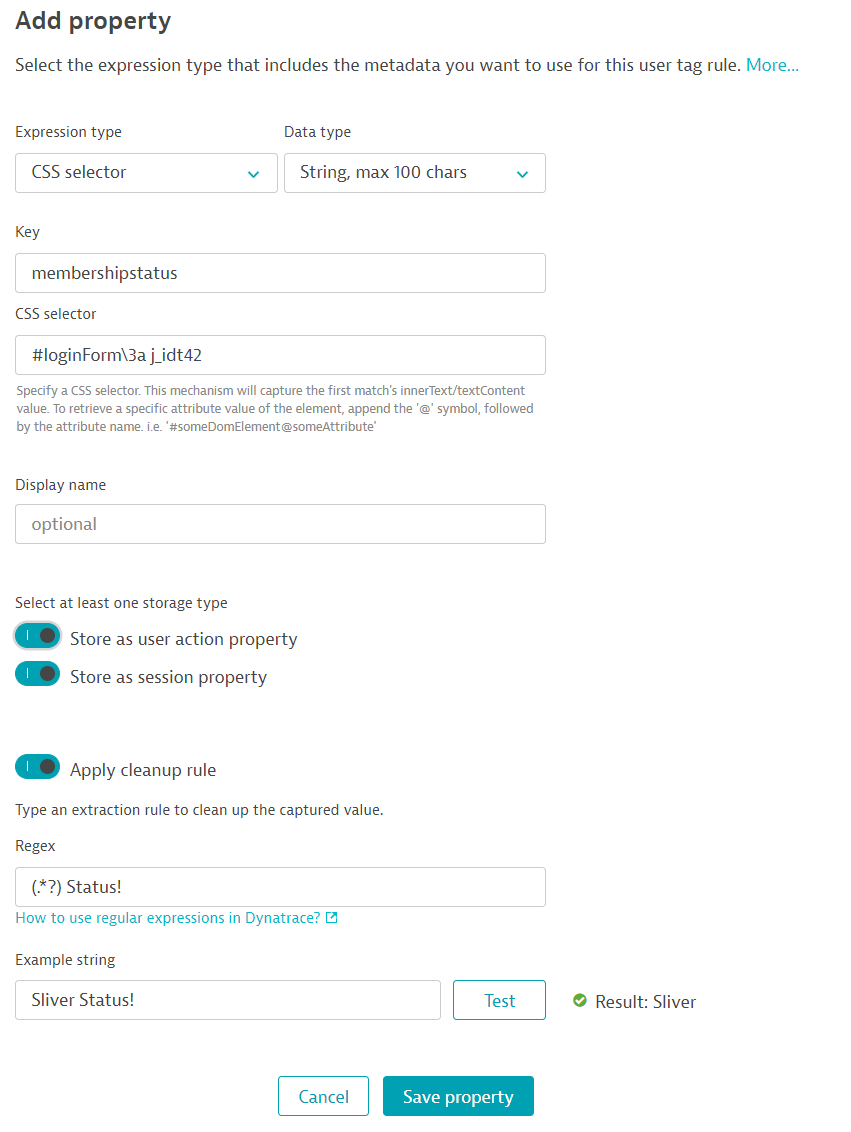 Add property
Select the expression type that includes the metadata you want to use for this user tag rule. More...
Expression type
Data type
CSS selector
String, max 100 chars
Key
membershipstatus
CSS selector
#loginForm\3a j_idt42
Specify a CSS selector. This mechanism will capture the first match's innerText/textContent
value. To retrieve a specific attribute value of the element, append the '@' symbol, followed
by the attribute name. i.e. '#someDomElement@someAttribute'
Display name
optional
Select at least one storage type
Store as user action property
Store as session property
Apply cleanup rule
Type an extraction rule to clean up the captured value.
Regex
(.*?) Status!
How to use regular expressions in Dynatrace?
Example string
Sliver Status!
Test
Result: Sliver
Cancel
Save property